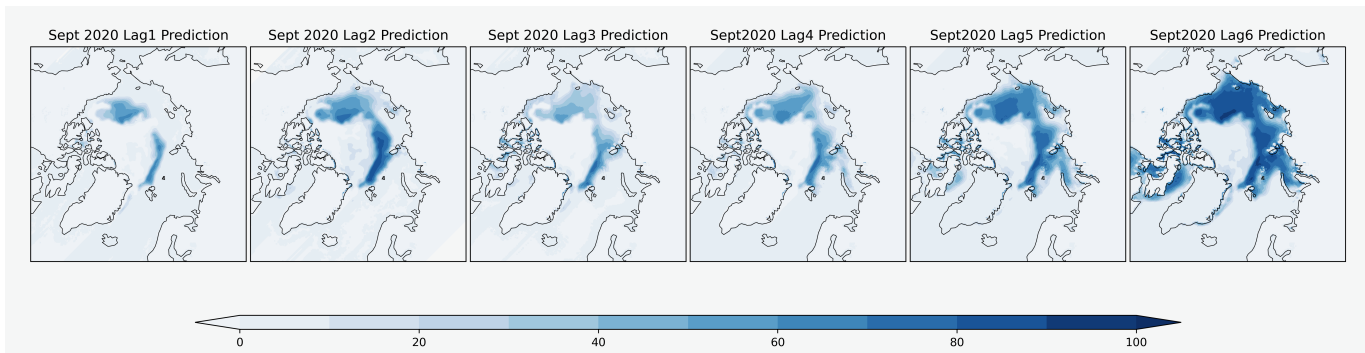 Sept 2020 Lag1 Prediction
Sept 2020 Lag2 Prediction
Sept 2020 Lag3 Prediction
Sept2020 Lag4 Prediction
Sept2020 Lag5 Prediction
Sept2020 Lag6 Prediction
0 20 40 60 80 100